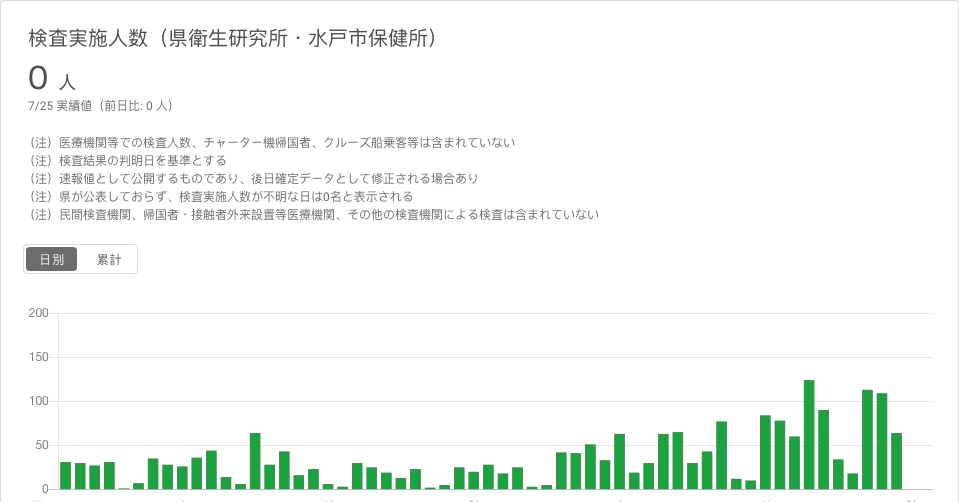 検査実施人数（県衛生研究所・水戸市保健所）
0 人
7/25 実績値（前日比: 0 人）
（注）医療機関等での検査人数、チャーター機帰国者、クルーズ船乗客等は含まれていない
（注）検査結果の判明日を基準とする
（注）速報値として公開するものであり、後日確定データとして修正される場合あり
（注）県が公表しておらず、検査実施人数が不明な日は0名と表示される
（注）民間検査機関、帰国者・接触者外来設置等医療機関、その他の検査機関による検査は含まれていない
日別 累計
200
150
100
50
0